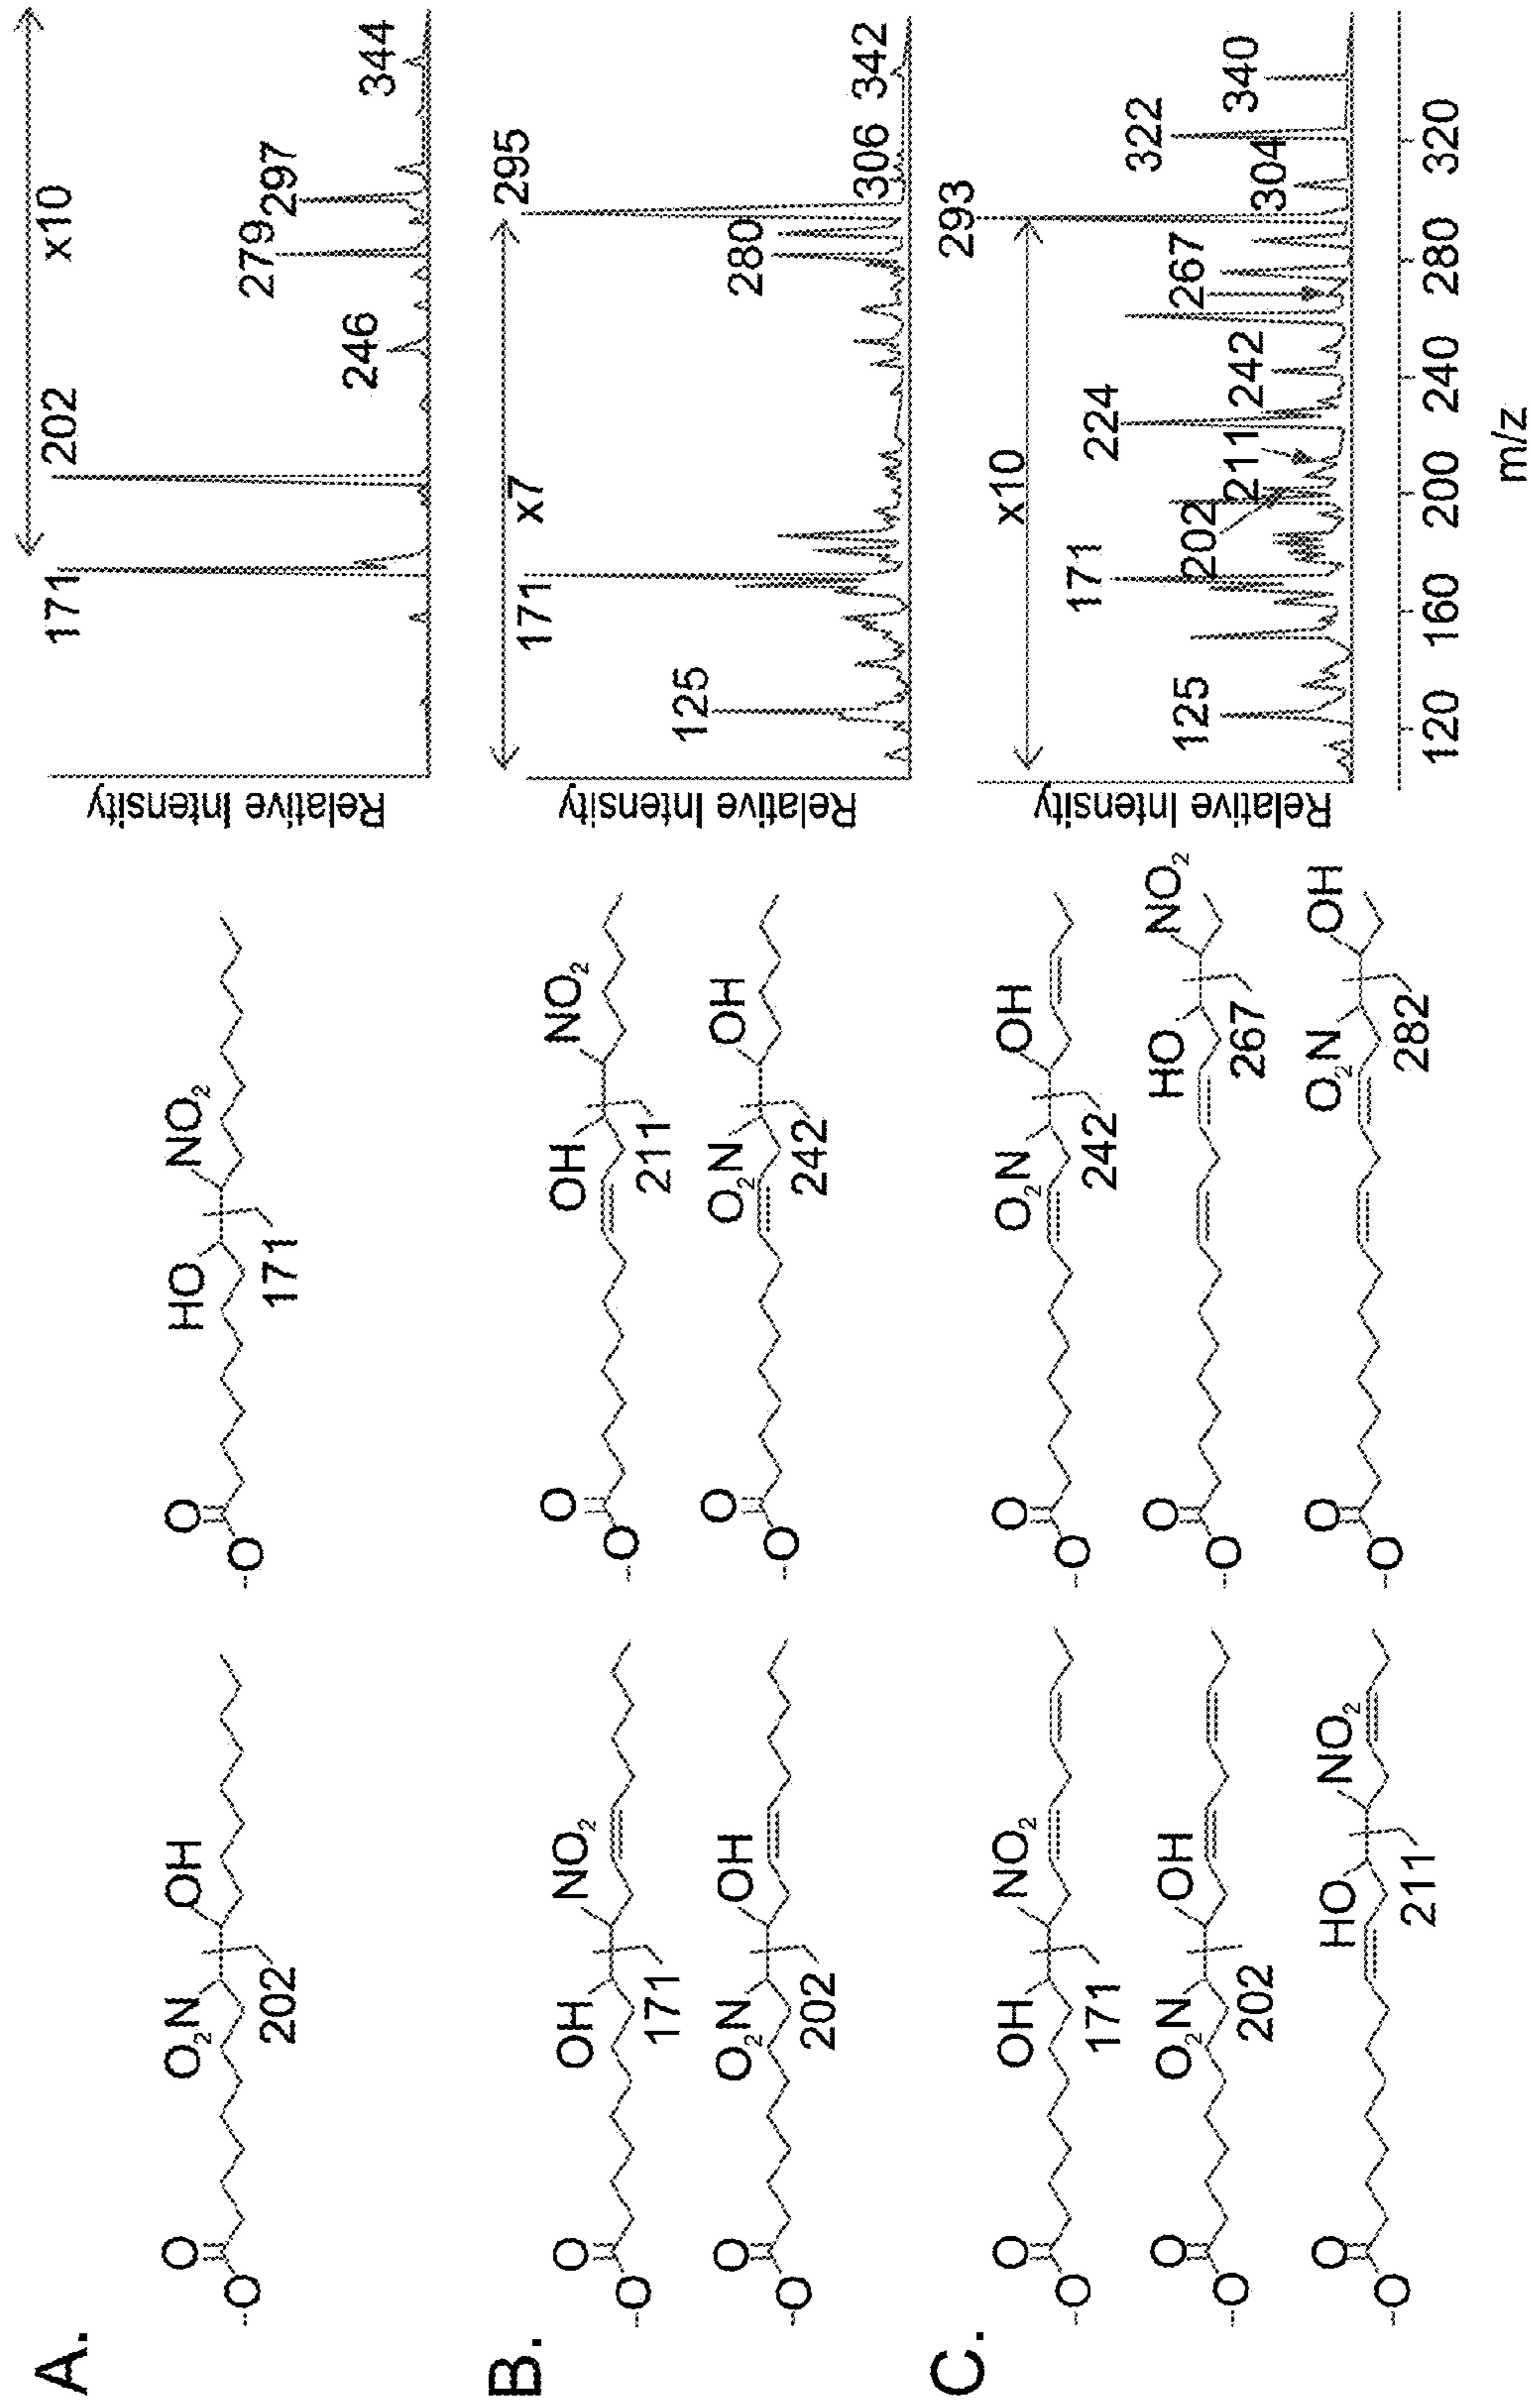 A.
O₂N OH
202
O
O
-
HO NO₂
171
O
O
-
Relative Intensity
171
202
x10
246
279
297
344
B.
OH NO₂
171
O
O
-
OH NO₂
211
O
O
-
O₂N OH
202
O
O
-
O₂N OH
242
O
O
-
Relative Intensity
125
171
x7
280
295
306
342
C.
OH NO₂
171
O
O
-
O₂N OH
242
O
O
-
O₂N OH
202
O
O
-
HO NO₂
267
O
O
-
HO NO₂
211
O
O
-
O₂N OH
282
O
O
-
Relative Intensity
125
171
202
x10
211
224
242
267
293
304
322
340
120 160 200 240 280 320
m/z